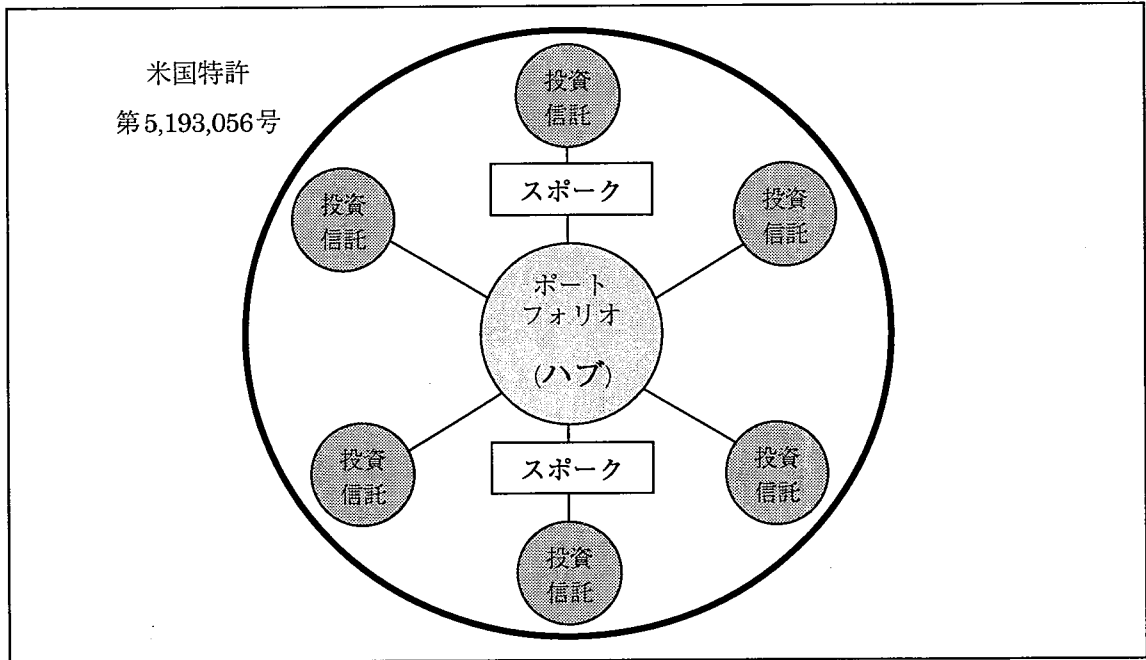 米国特許
第5,193,056号
投資
信託
スポーク
投資
信託
投資
信託
ポート
フォリオ
(ハブ)
投資
信託
スポーク
投資
信託
投資
信託